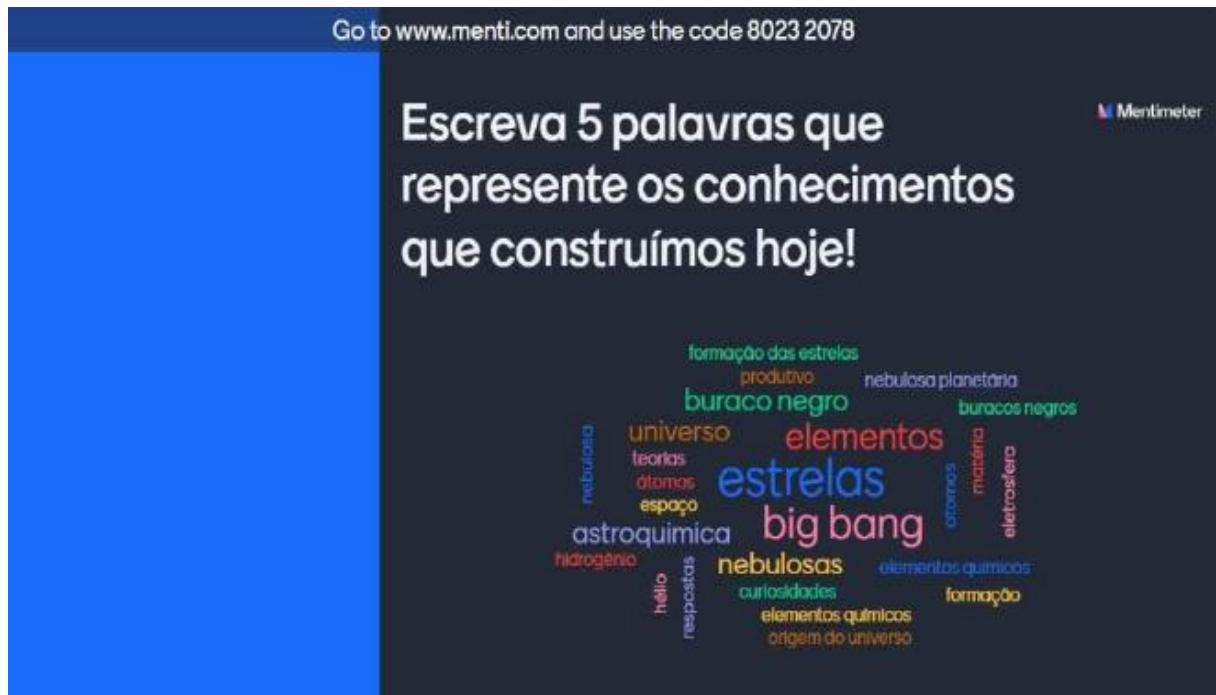 Go to www.menti.com and use the code 8023 2078
Escreva 5 palavras que
represente os conhecimentos
que construímos hoje!
Mentimeter
formação das estrelas
produtivo
nebulosa planetária
buraco negro
buracos negros
nebulosa
universo
elementos
matéria
eletrosfera
teorias
átomos
estrelas
atomos
espaço
astroquimica
big bang
hidrogênio
nebulosas
elementos quimicos
hélio
respostas
curiosidades
formação
elementos químicos
origem do universo